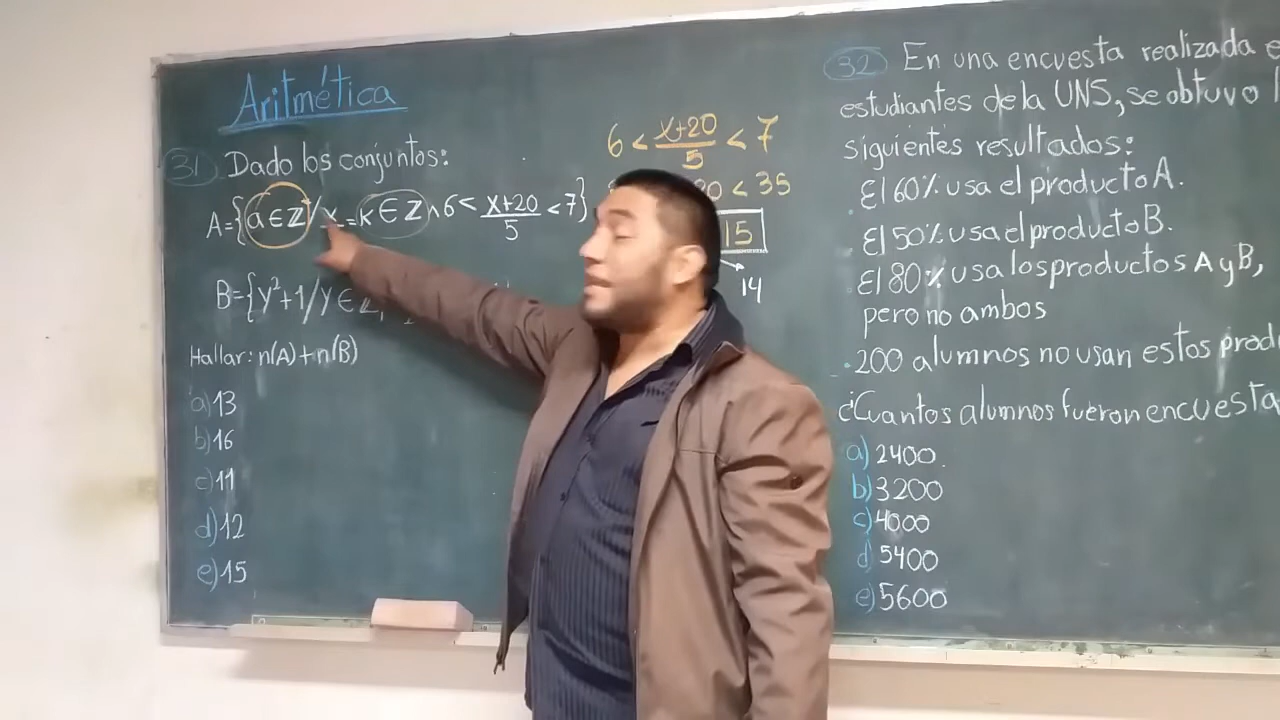 Aritmética
31) Dado los conjuntos:
A={a∈Z/x=k∈Z∧6<(x+20)/5<7}
B={y²+1/y∈Z,
Hallar: n(A)+n(B)
a) 13
b) 16
c) 11
d) 12
e) 15
6 < (x+20)/5 < 7
20 < 35
15
14
32 En una encuesta realizada
estudiantes de la UNS, se obtuvo
siguientes resultados:
El 60% usa el producto A.
El 50% usa el producto B.
El 80% usa los productos A y B,
pero no ambos
·200 alumnos no usan estos prod
¿Cuantos alumnos fueron encuesta
a) 2400.
b) 3200
c) 4000
d) 5400
e) 5600